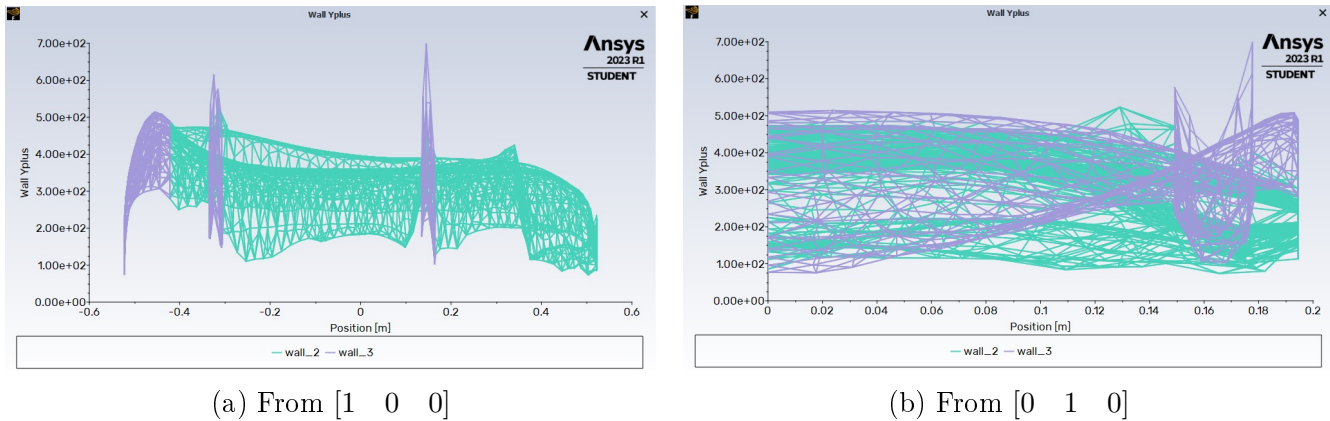 Wall Yplus
Ansys
2023 R1
STUDENT
7.00e+02
6.00e+02
5.00e+02
4.00e+02
3.00e+02
2.00e+02
1.00e+02
0.00e+00
Wall Yplus
-0.6 -0.4 -0.2 0 0.2 0.4 0.6
Position [m]
wall_2 wall_3
(a) From [1 0 0]
Wall Yplus
Ansys
2023 R1
STUDENT
7.00e+02
6.00e+02
5.00e+02
4.00e+02
3.00e+02
2.00e+02
1.00e+02
0.00e+00
Wall Yplus
0 0.02 0.04 0.06 0.08 0.1 0.12 0.14 0.16 0.18 0.2
Position [m]
wall_2 wall_3
(b) From [0 1 0]